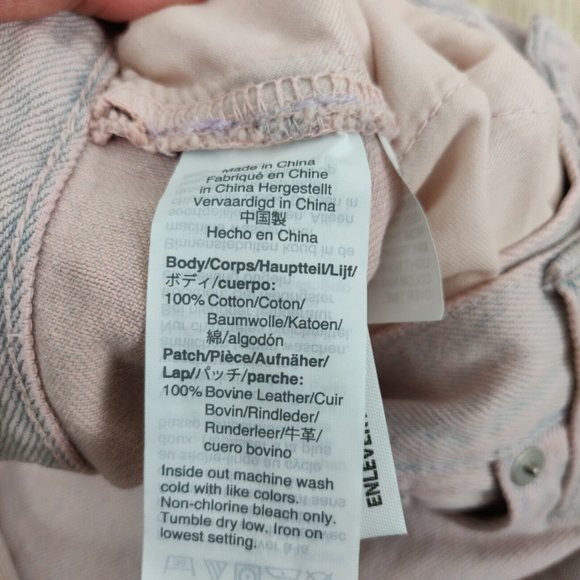 Made in China
Fabriqué en Chine
in China Hergestellt
Vervaardigd in China
中国製
Hecho en China
Body/Corps/Hauptteil/Lijf/
ボディ/cuerpo:
100% Cotton/Coton/
Baumwolle/Katoen/
綿/algodón
Patch/Pièce/Aufnäher/
Lap/パッチ/parche:
100% Bovine Leather/Cuir
Bovin/Rindleder/
Runderleer/牛革/
cuero bovino
Inside out machine wash
cold with like colors.
Non-chlorine bleach only.
Tumble dry low. Iron on
lowest setting.
30
ENLEVER